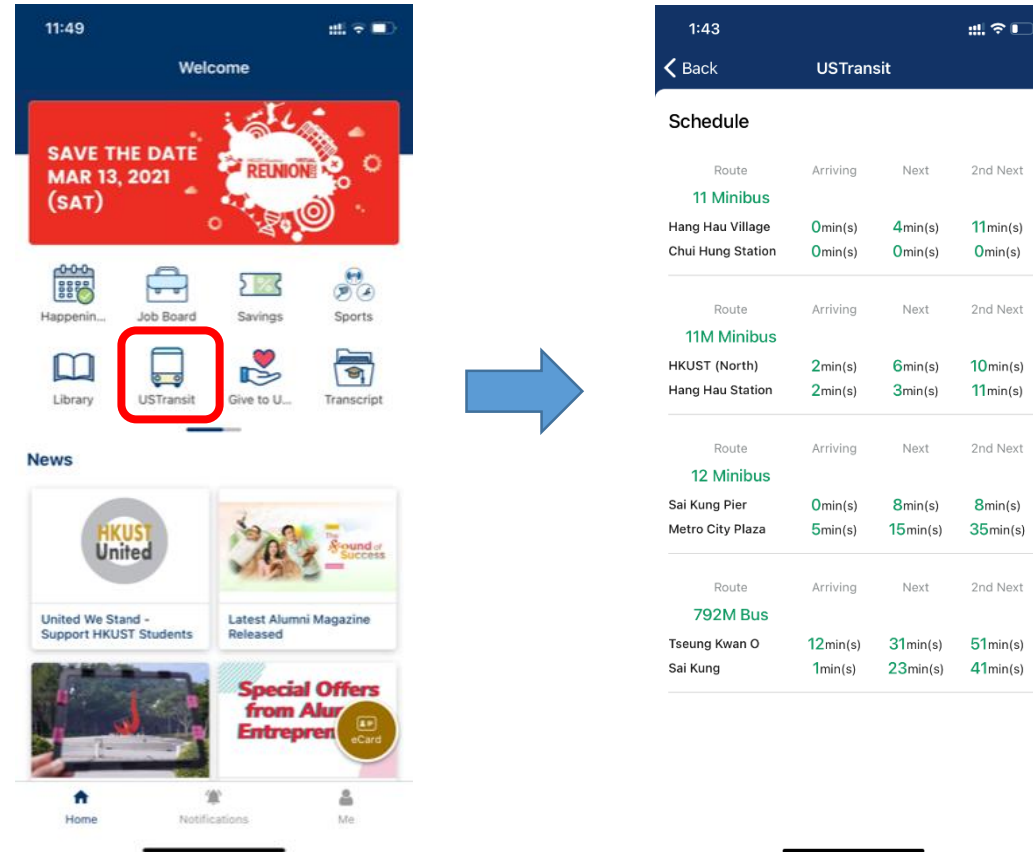 11:49
Welcome
SAVE THE DATE
MAR 13, 2021
(SAT)
REUNION
Happenin...
Job Board
Savings
Sports
Library
USTransit
Give to U...
Transcript
News
HKUST
United
The
Sound of
Success
United We Stand -
Support HKUST Students
Latest Alumni Magazine
Released
Special Offers
from Alum
Entrepren
eCard
Home
Notifications
Me
1:43
Back
USTransit
Schedule
Route Arriving Next 2nd Next
11 Minibus
Hang Hau Village 0min(s) 4min(s) 11min(s)
Chui Hung Station 0min(s) 0min(s) 0min(s)
Route Arriving Next 2nd Next
11M Minibus
HKUST (North) 2min(s) 6min(s) 10min(s)
Hang Hau Station 2min(s) 3min(s) 11min(s)
Route Arriving Next 2nd Next
12 Minibus
Sai Kung Pier 0min(s) 8min(s) 8min(s)
Metro City Plaza 5min(s) 15min(s) 35min(s)
Route Arriving Next 2nd Next
792M Bus
Tseung Kwan O 12min(s) 31min(s) 51min(s)
Sai Kung 1min(s) 23min(s) 41min(s)